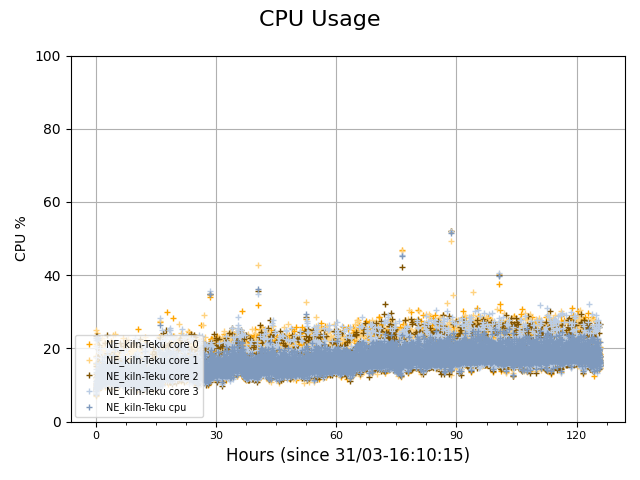 CPU Usage
100
80
60
40
20
0
CPU %
NE_kiln-Teku core 0
NE_kiln-Teku core 1
NE_kiln-Teku core 2
NE_kiln-Teku core 3
NE_kiln-Teku cpu
0 30 60 90 120
Hours (since 31/03-16:10:15)